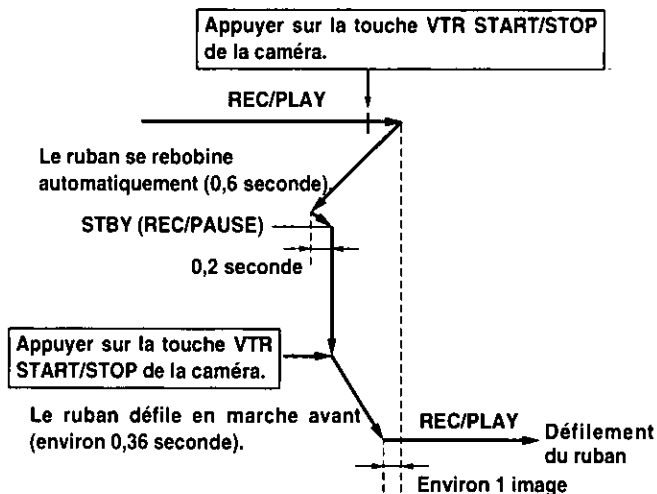 Appuyer sur la touche VTR START/STOP
de la caméra.
REC/PLAY
Le ruban se rebobine
automatiquement (0,6 seconde).
STBY (REC/PAUSE)
0,2 seconde
Appuyer sur la touche VTR
START/STOP de la caméra.
Le ruban défile en marche avant
(environ 0,36 seconde).
REC/PLAY
Défilement
du ruban
Environ 1 image